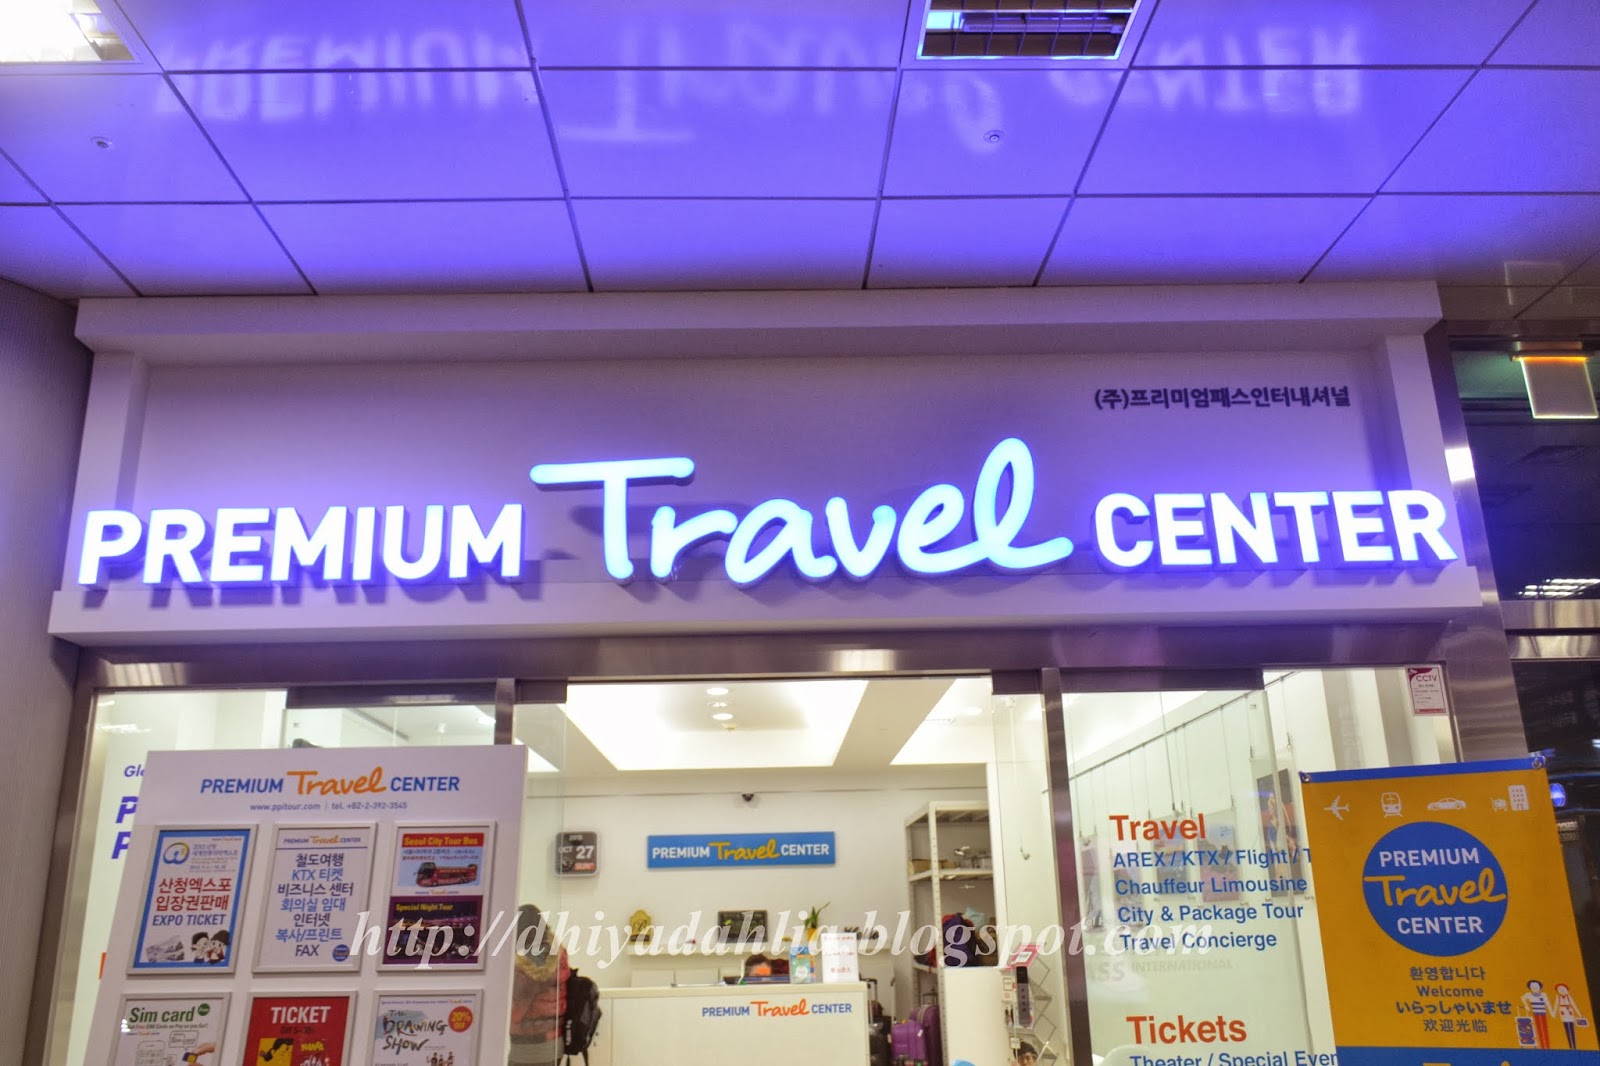 (주)프리미엄패스인터내셔널
PREMIUM Travel CENTER
PREMIUM Travel CENTER
www.ppitour.com | tel. +82-2-392-3545
산청엑스포
입장권판매
EXPO TICKET
PREMIUM Travel CENTER
철도여행
KTX 티켓
비즈니스 센터
회의실 임대
인터넷
복사/프린트
FAX
Seoul City Tour Bus
Special Night Tour
Sim card
TICKET
THE
DRAWING
SHOW
20%
OFF
OCT
27
PREMIUM Travel CENTER
PREMIUM Travel CENTER
Travel
AREX / KTX / Flight / T
Chauffeur Limousine
City & Package Tour
Travel Concierge
INTERNATIONAL
Tickets
Theater / Special Even
CCTV
PREMIUM
Travel
CENTER
환영합니다
Welcome
いらっしゃいませ
欢迎光临
http://dhiyadahlia.blogspot.com